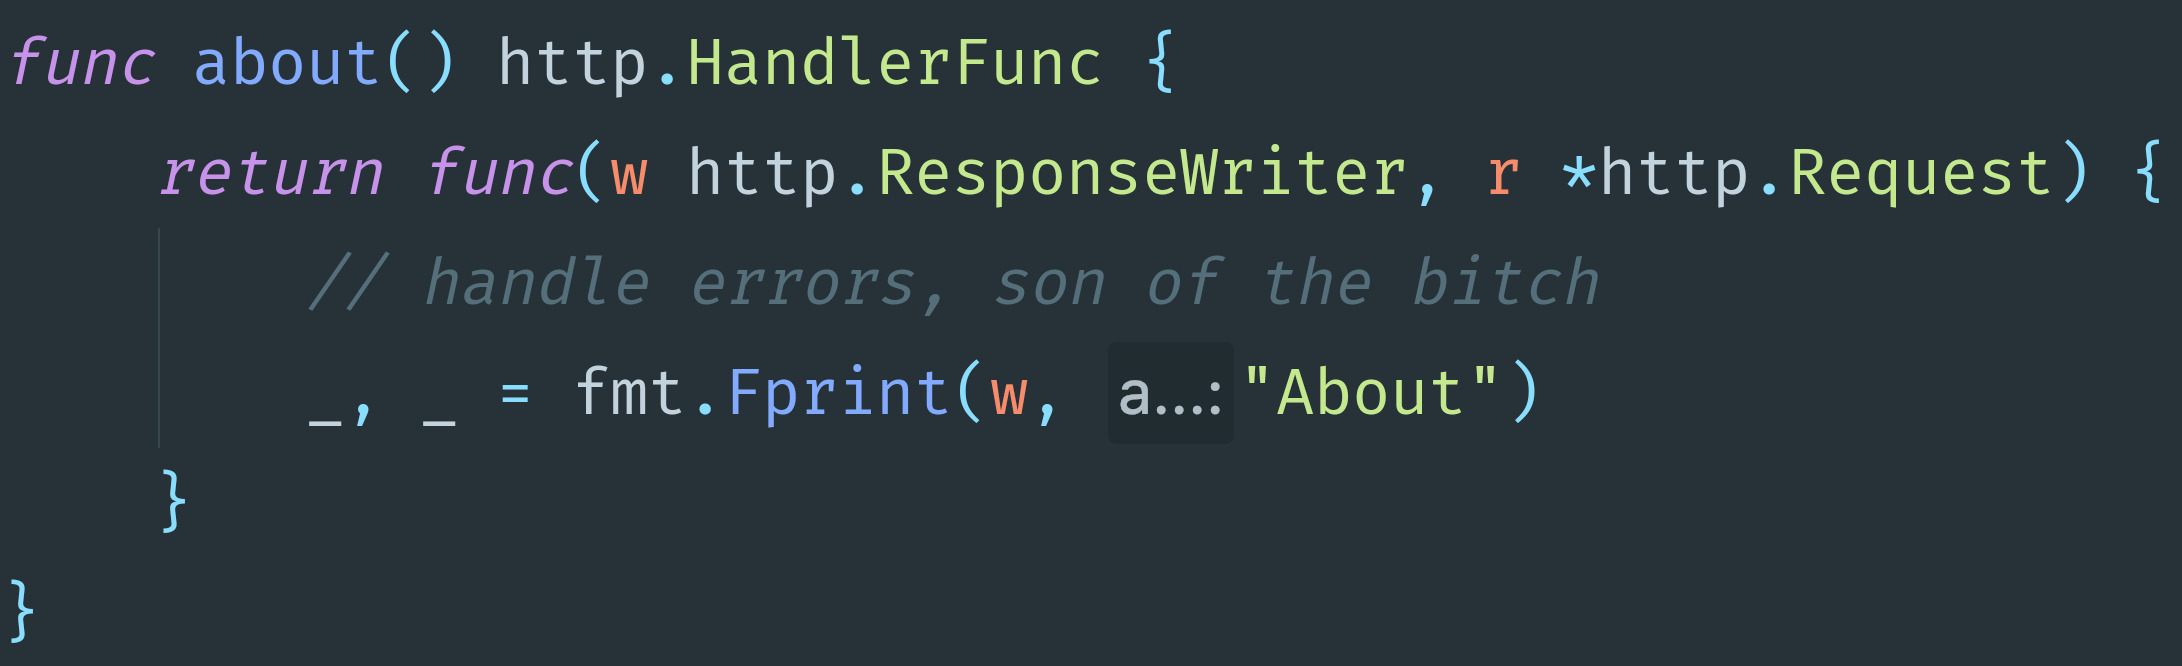 func about() http.HandlerFunc {
return func(w http.ResponseWriter, r *http.Request) {
// handle errors, son of the bitch
_, _ = fmt.Fprint(w, a...: "About")
}
}